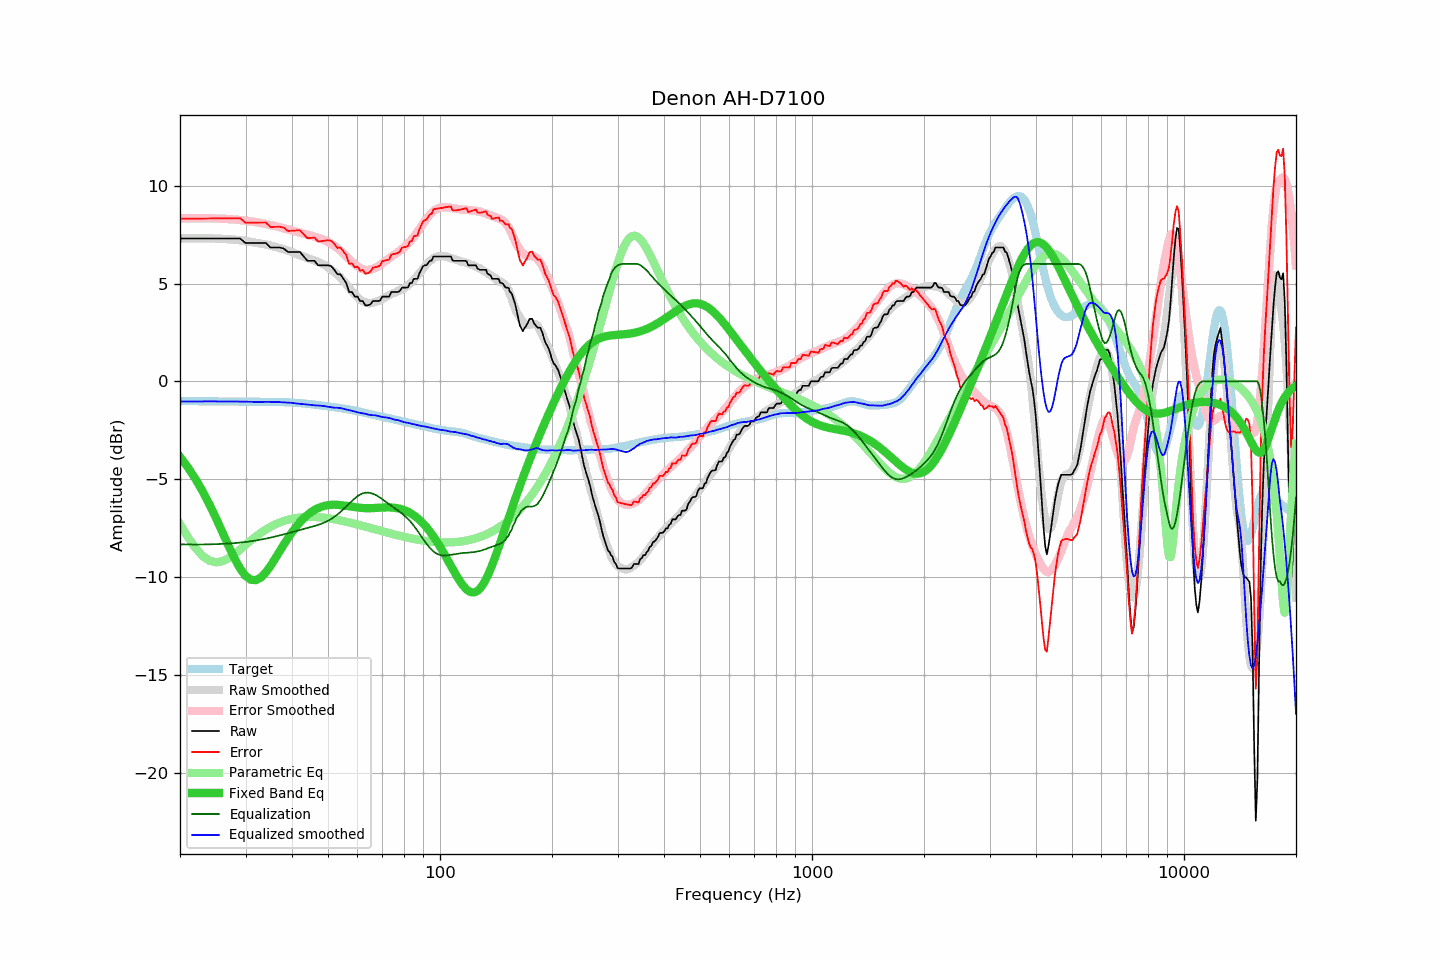 Denon AH-D7100
Amplitude (dBr)
10
5
0
−5
−10
−15
−20
Target
Raw Smoothed
Error Smoothed
Raw
Error
Parametric Eq
Fixed Band Eq
Equalization
Equalized smoothed
100
1000
10000
Frequency (Hz)